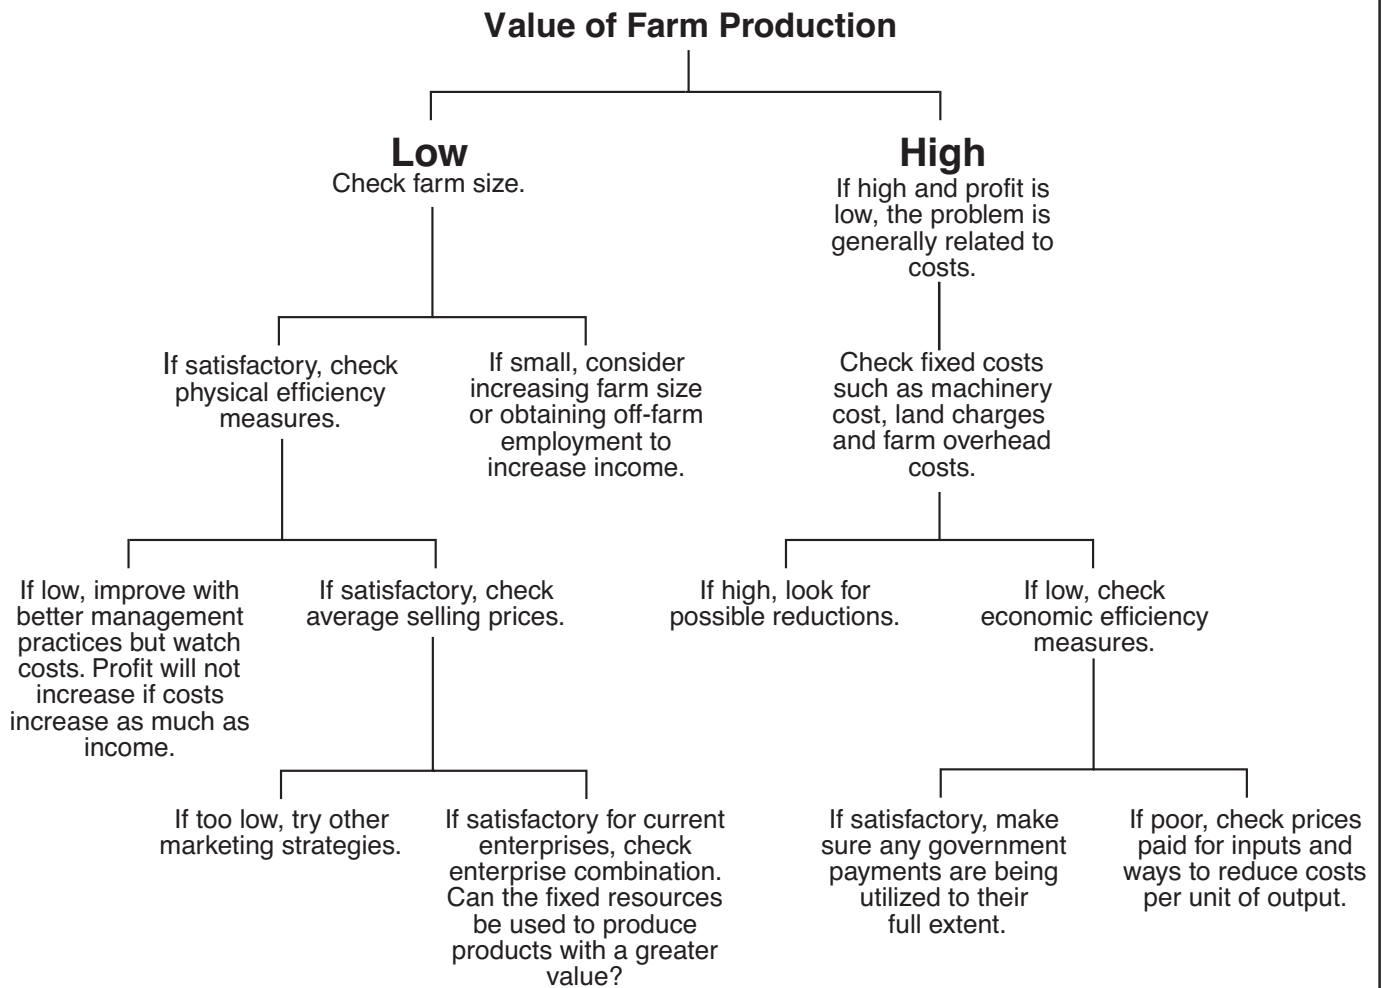 Value of Farm Production
Low
Check farm size.
High
If high and profit is
low, the problem is
generally related to
costs.
If satisfactory, check
physical efficiency
measures.
If small, consider
increasing farm size
or obtaining off-farm
employment to
increase income.
Check fixed costs
such as machinery
cost, land charges
and farm overhead
costs.
If low, improve with
better management
practices but watch
costs. Profit will not
increase if costs
increase as much as
income.
If satisfactory, check
average selling prices.
If high, look for
possible reductions.
If low, check
economic efficiency
measures.
If too low, try other
marketing strategies.
If satisfactory for current
enterprises, check
enterprise combination.
Can the fixed resources
be used to produce
products with a greater
value?
If satisfactory, make
sure any government
payments are being
utilized to their
full extent.
If poor, check prices
paid for inputs and
ways to reduce costs
per unit of output.